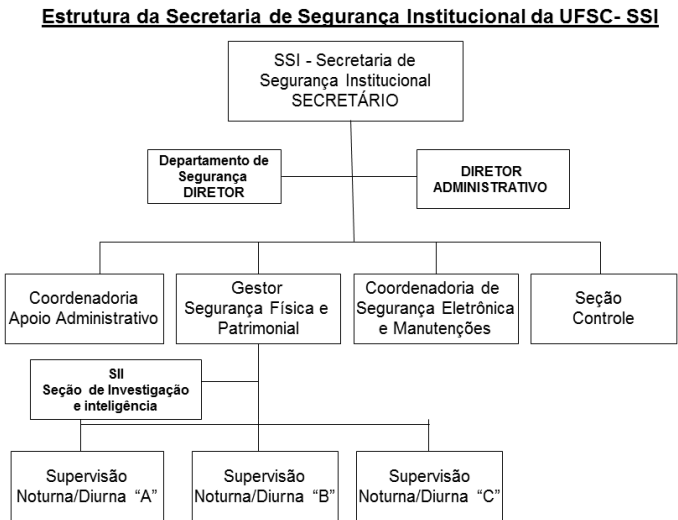 Estrutura da Secretaria de Segurança Institucional da UFSC- SSI
SSI - Secretaria de
Segurança Institucional
SECRETÁRIO
Departamento de
Segurança
DIRETOR
DIRETOR
ADMINISTRATIVO
Coordenadoria
Apoio Administrativo
Gestor
Segurança Física e
Patrimonial
Coordenadoria de
Segurança Eletrônica
e Manutenções
Seção
Controle
SII
Seção de Investigação
e inteligência
Supervisão
Noturna/Diurna “A”
Supervisão
Noturna/Diurna “B”
Supervisão
Noturna/Diurna “C”